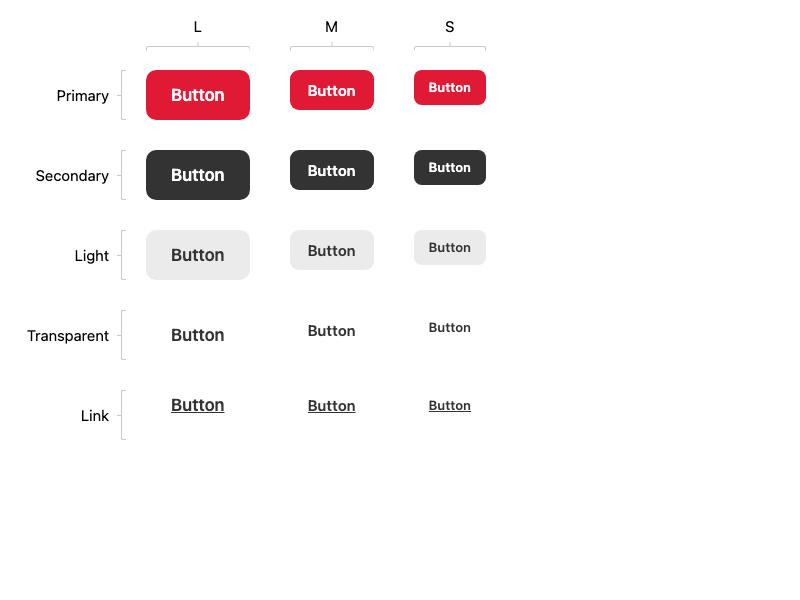 L M S
Primary Button Button Button
Secondary Button Button Button
Light Button Button Button
Transparent Button Button Button
Link Button Button Button